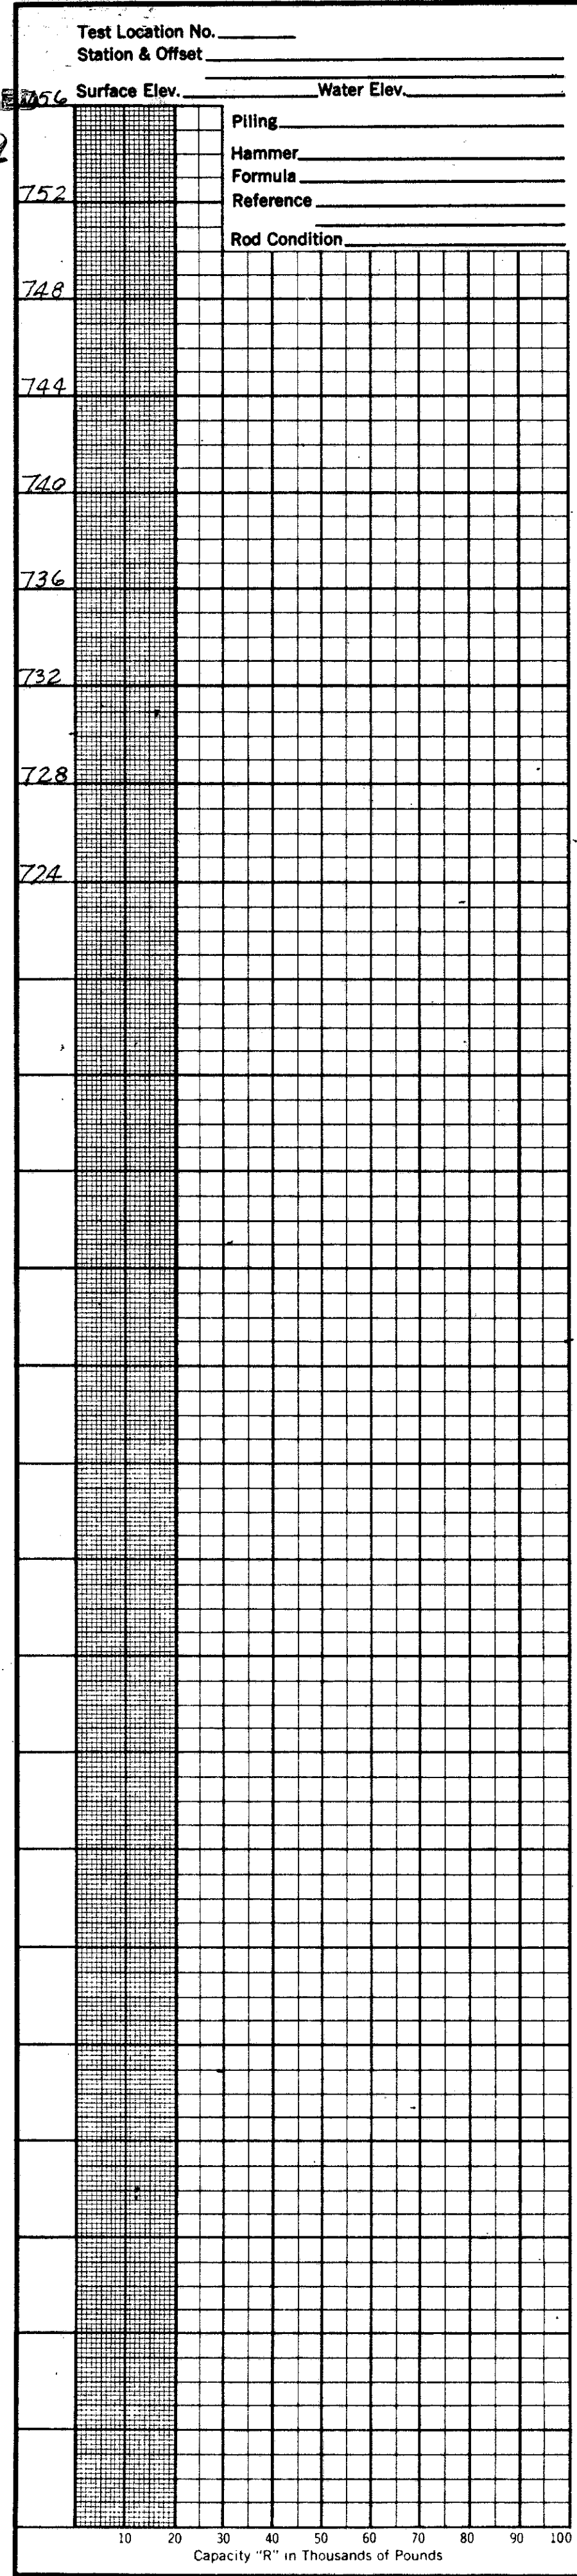 Test Location No.
Station & Offset
Surface Elev. Water Elev.
756
Piling
Hammer
Formula
752
Reference
Rod Condition
748
744
740
736
732
728
724
10 20 30 40 50 60 70 80 90 100
Capacity "R" in Thousands of Pounds